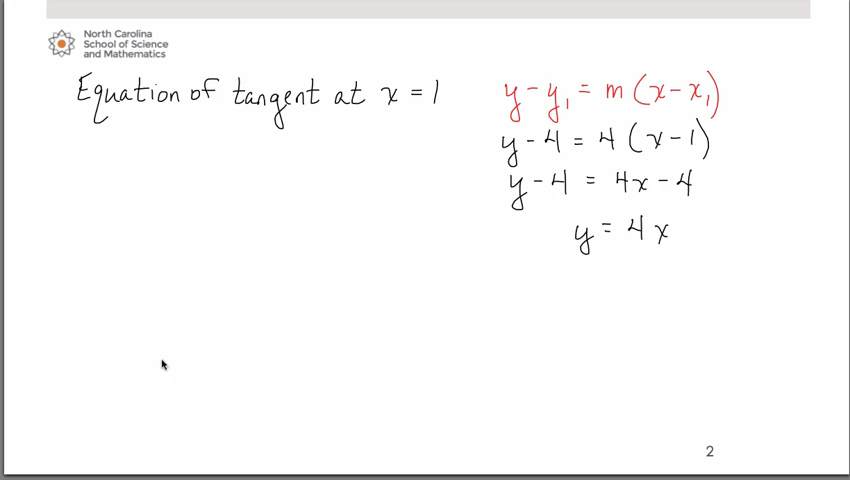 North Carolina
School of Science
and Mathematics
Equation of tangent at x = 1
y - y₁ = m (x - x₁)
y - 4 = 4 (x - 1)
y - 4 = 4x - 4
y = 4x
2